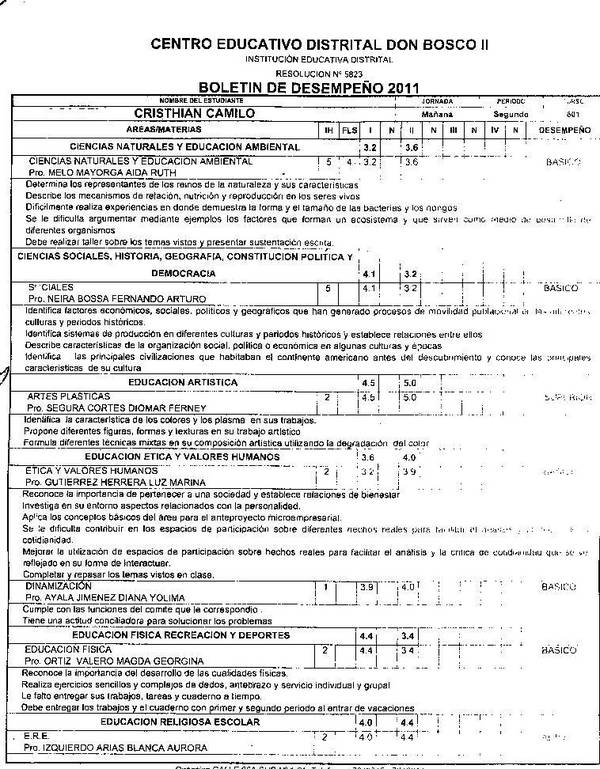 CENTRO EDUCATIVO DISTRITAL DON BOSCO II
INSTITUCIÓN EDUCATIVA DISTRITAL
RESOLUCION Nº 5823
BOLETIN DE DESEMPEÑO 2011
NOMBRE DEL ESTUDIANTE JORNADA PERIODO
CRISTHIAN CAMILO Mañana Segundo 601
AREAS/MATERIAS IH FLS I N II N III N IV N DESEMPEÑO
CIENCIAS NATURALES Y EDUCACION AMBIENTAL 3.2 3.6
CIENCIAS NATURALES Y EDUCACION AMBIENTAL 5 4 3.2 3.6 BASICO
Pro. MELO MAYORGA AIDA RUTH
Determina los representantes de los reinos de la naturaleza y sus características
Describe los mecanismos de relación, nutrición y reproducción en los seres vivos
Dificilmente realiza experiencias en donde demuestra la forma y el tamaño de las bacterias y los hongos
Se le dificulta argumentar mediante ejemplos los factores que forman un ecosistema y que sirven como medio de de
diferentes organismos
Debe realizar taller sobre los temas vistos y presentar sustentación escrita.
CIENCIAS SOCIALES, HISTORIA, GEOGRAFIA, CONSTITUCION POLITICA Y
DEMOCRACIA 4.1 3.2
CIALES 5 4.1 3.2 BASICO
Pro. NEIRA BOSSA FERNANDO ARTURO
Identifica factores económicos, sociales, políticos y geográficos que han generado procesos de movilidad poblacional en las diferentes
culturas y periodos históricos.
Identifica sistemas de producción en diferentes culturas y periodos históricos y establece relaciones entre ellos
Describe características de la organización social, política o económica en algunas culturas y épocas
Identifica las principales civilizaciones que habitaban el continente americano antes del descubrimiento y conoce las principales
características de su cultura
EDUCACION ARTISTICA 4.5 5.0
ARTES PLASTICAS 2 4.5 5.0 SUPERIOR
Pro. SEGURA CORTES DIOMAR FERNEY
Identifica la característica de los colores y los plasma en sus trabajos.
Propone diferentes figuras, formas y texturas en su trabajo artístico
Formula diferentes técnicas mixtas en su composición artística utilizando la degradación del color
EDUCACION ETICA Y VALORES HUMANOS 3.6 4.0
ETICA Y VALORES HUMANOS 2 3.2 3.9
Pro. GUTIERREZ HERRERA LUZ MARINA
Reconoce la importancia de pertenecer a una sociedad y establece relaciones de bienestar
Investiga en su entorno aspectos relacionados con la personalidad.
Aplica los conceptos básicos del área para el anteproyecto microempresarial.
Se le dificulta contribuir en los espacios de participación sobre diferentes hechos reales para facilitar el
cotidianidad.
Mejorar la utilización de espacios de participación sobre hechos reales para facilitar el análisis y la critica de cotidianidad que se ve
reflejado en su forma de interactuar.
Completar y repasar los temas vistos en clase.
DINAMIZACIÓN 1 3.9 4.0 BASICO
Pro. AYALA JIMENEZ DIANA YOLIMA
Cumple con las funciones del comite que le correspondio
Tiene una actitud conciliadora para solucionar los problemas
EDUCACION FISICA RECREACION Y DEPORTES 4.4 3.4
EDUCACION FISICA 2 4.4 3.4 BASICO
Pro. ORTIZ VALERO MAGDA GEORGINA
Reconoce la importancia del desarrollo de las cualidades físicas.
Realiza ejercicios sencillos y complejos de dedos, antebrazo y servicio individual y grupal
Le falto entregar sus trabajos, tareas y cuaderno a tiempo.
Debe entregar los trabajos y el cuaderno con primer y segundo periodo al entrar de vacaciones
EDUCACION RELIGIOSA ESCOLAR 4.0 4.4
E.R.E. 2 4.0 4.4
Pro. IZQUIERDO ARIAS BLANCA AURORA